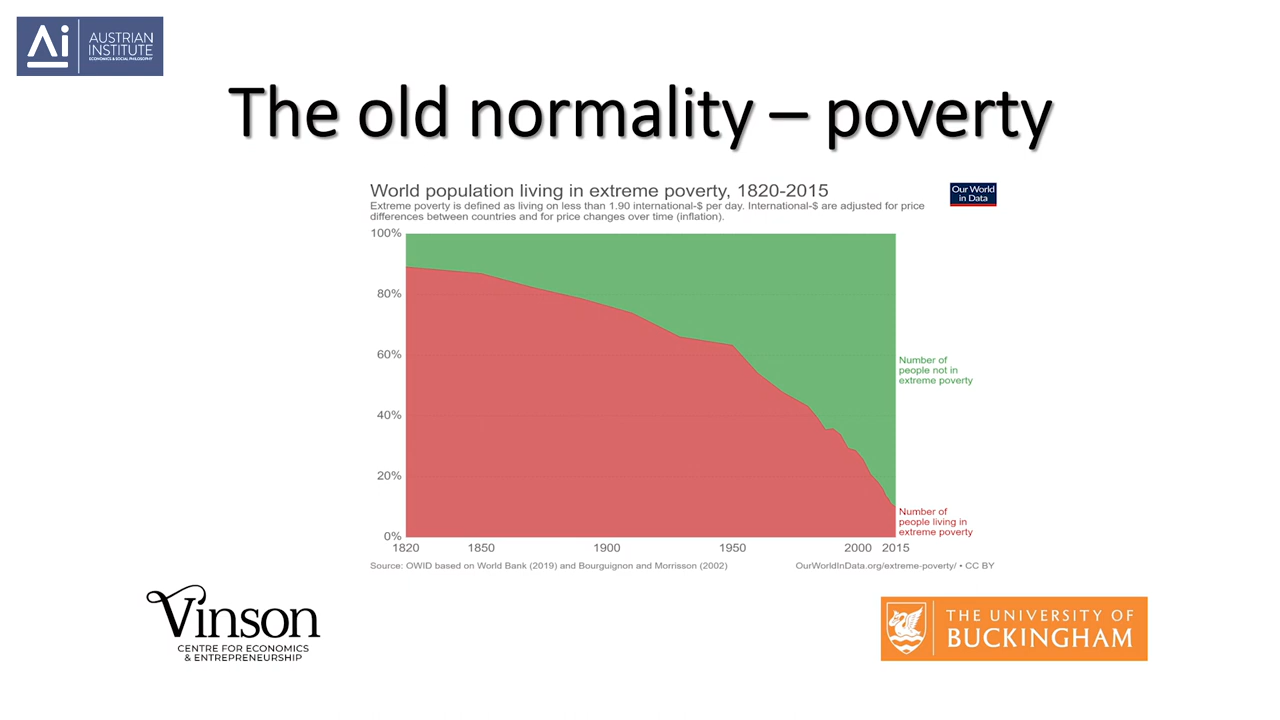 AUSTRIAN
INSTITUTE
ECONOMICS & SOCIAL PHILOSOPHY
The old normality – poverty
World population living in extreme poverty, 1820-2015
Extreme poverty is defined as living on less than 1.90 international-$ per day. International-$ are adjusted for price
differences between countries and for price changes over time (inflation).
Our World
in Data
100%
80%
60%
40%
20%
0%
Number of
people not in
extreme poverty
Number of
people living in
extreme poverty
1820 1850 1900 1950 2000 2015
Source: OWID based on World Bank (2019) and Bourguignon and Morrisson (2002)
OurWorldInData.org/extreme-poverty/ • CC BY
Vinson
CENTRE FOR ECONOMICS
& ENTREPRENEURSHIP
THE UNIVERSITY OF
BUCKINGHAM